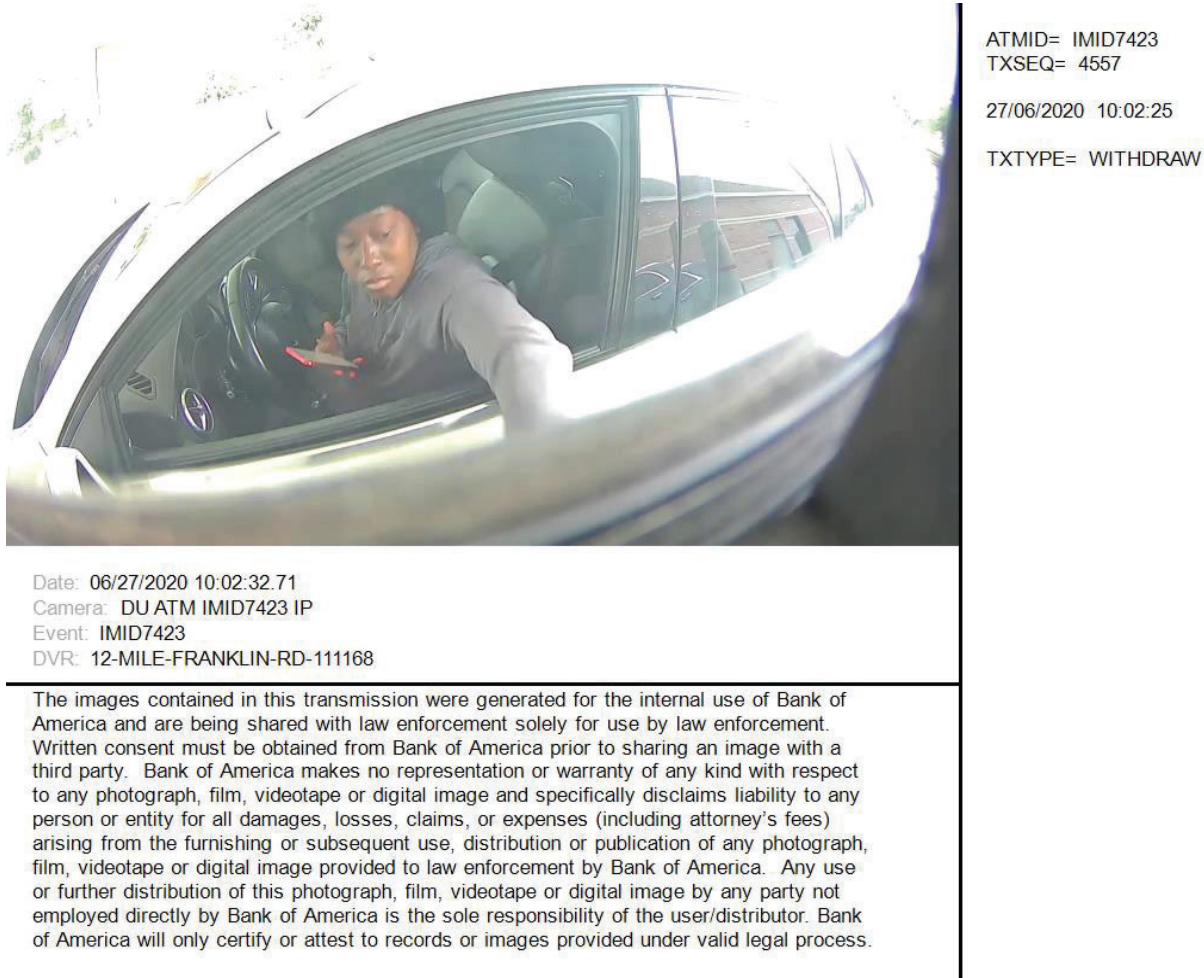 ATMID= IMID7423
TXSEQ= 4557
27/06/2020 10:02:25
TXTYPE= WITHDRAW
Date: 06/27/2020 10:02:32.71
Camera: DU ATM IMID7423 IP
Event: IMID7423
DVR: 12-MILE-FRANKLIN-RD-111168
The images contained in this transmission were generated for the internal use of Bank of
America and are being shared with law enforcement solely for use by law enforcement.
Written consent must be obtained from Bank of America prior to sharing an image with a
third party.  Bank of America makes no representation or warranty of any kind with respect
to any photograph, film, videotape or digital image and specifically disclaims liability to any
person or entity for all damages, losses, claims, or expenses (including attorney's fees)
arising from the furnishing or subsequent use, distribution or publication of any photograph,
film, videotape or digital image provided to law enforcement by Bank of America.  Any use
or further distribution of this photograph, film, videotape or digital image by any party not
employed directly by Bank of America is the sole responsibility of the user/distributor. Bank
of America will only certify or attest to records or images provided under valid legal process.